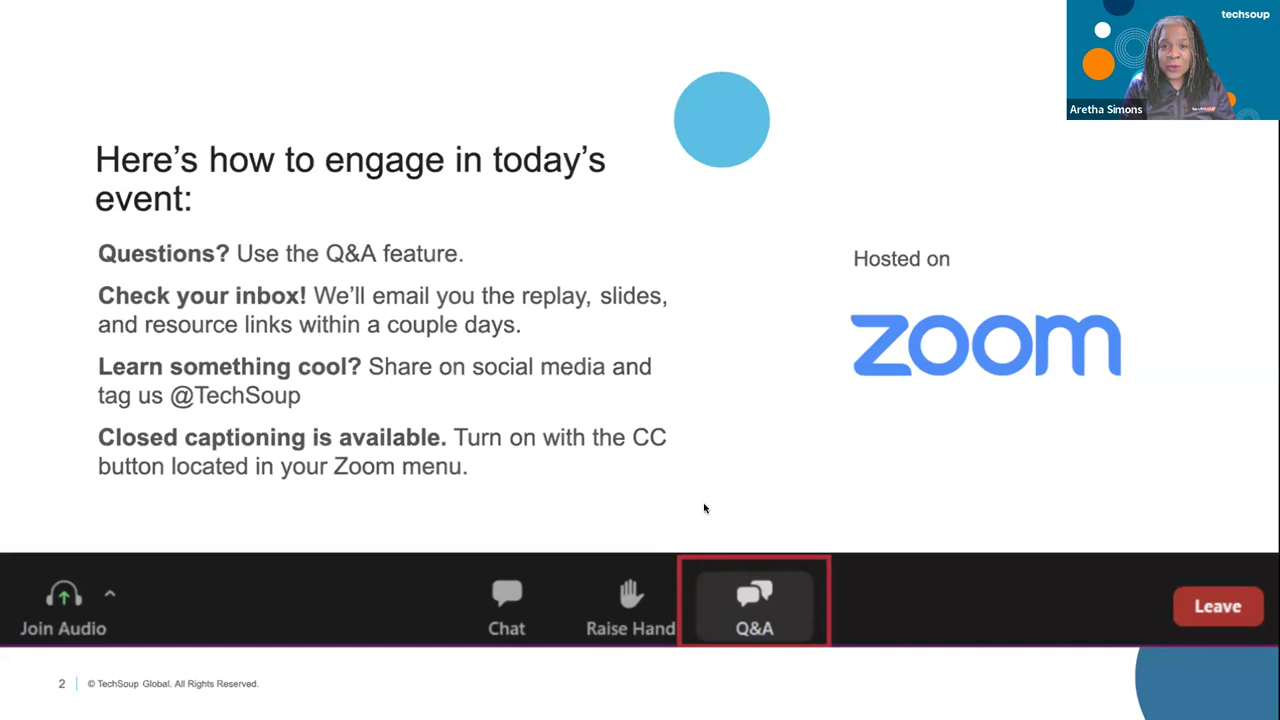 techsoup
Aretha Simons
Here's how to engage in today's
event:
Questions? Use the Q&A feature.
Check your inbox! We'll email you the replay, slides,
and resource links within a couple days.
Learn something cool? Share on social media and
tag us @TechSoup
Closed captioning is available. Turn on with the CC
button located in your Zoom menu.
Hosted on
zoom
Join Audio
Chat
Raise Hand
Q&A
Leave
2
© TechSoup Global. All Rights Reserved.